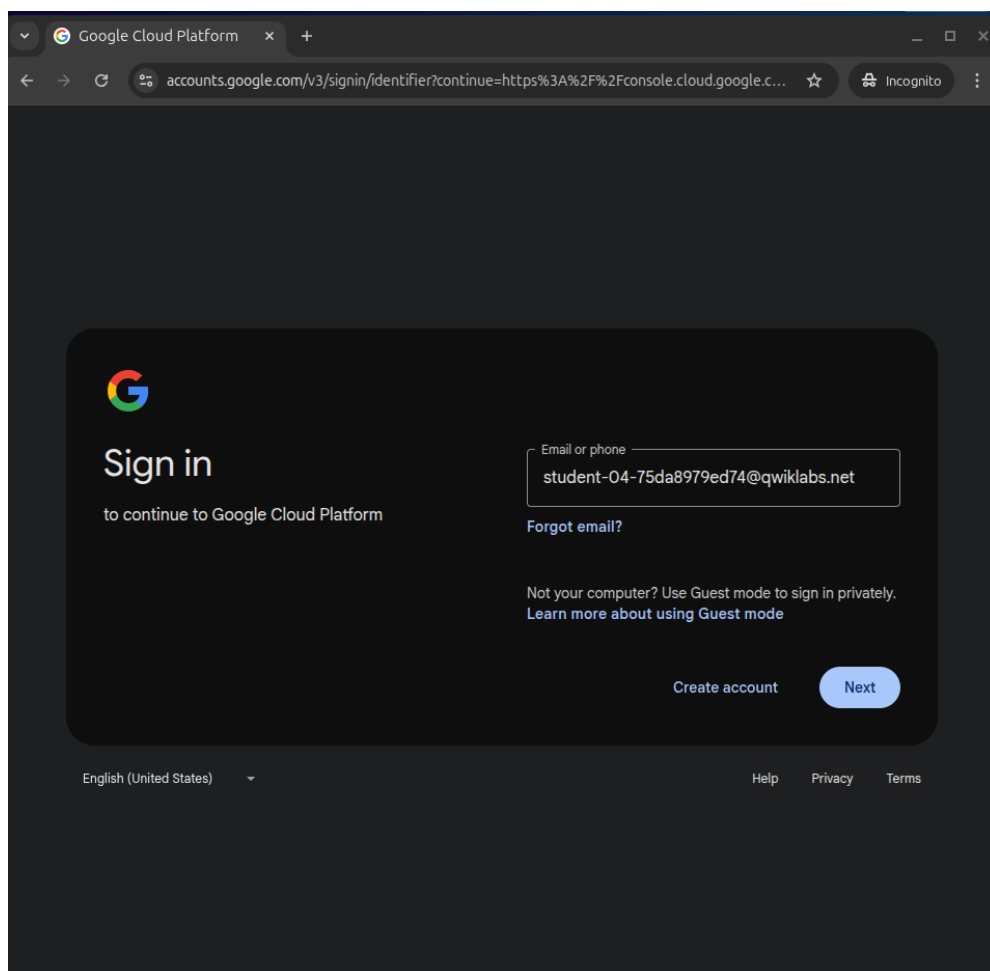 Google Cloud Platform
accounts.google.com/v3/signin/identifier?continue=https%3A%2F%2Fconsole.cloud.google.c...
Incognito
Sign in
to continue to Google Cloud Platform
Email or phone
student-04-75da8979ed74@qwiklabs.net
Forgot email?
Not your computer? Use Guest mode to sign in privately.
Learn more about using Guest mode
Create account
Next
English (United States)
Help Privacy Terms